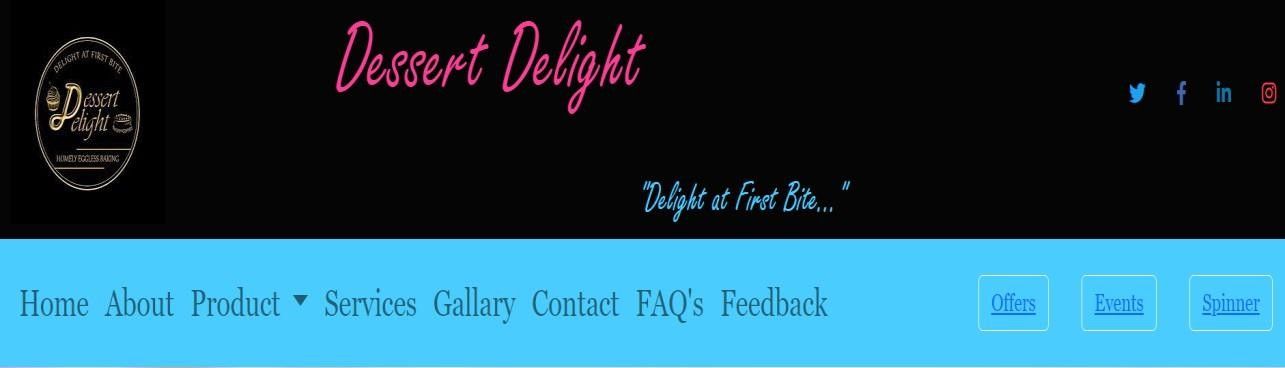 DELIGHT AT FIRST BITE
Dessert
Delight
HOMELY EGGLESS BAKING
Dessert Delight
"Delight at First Bite..."
Home About Product Services Gallary Contact FAQ's Feedback Offers Events Spinner